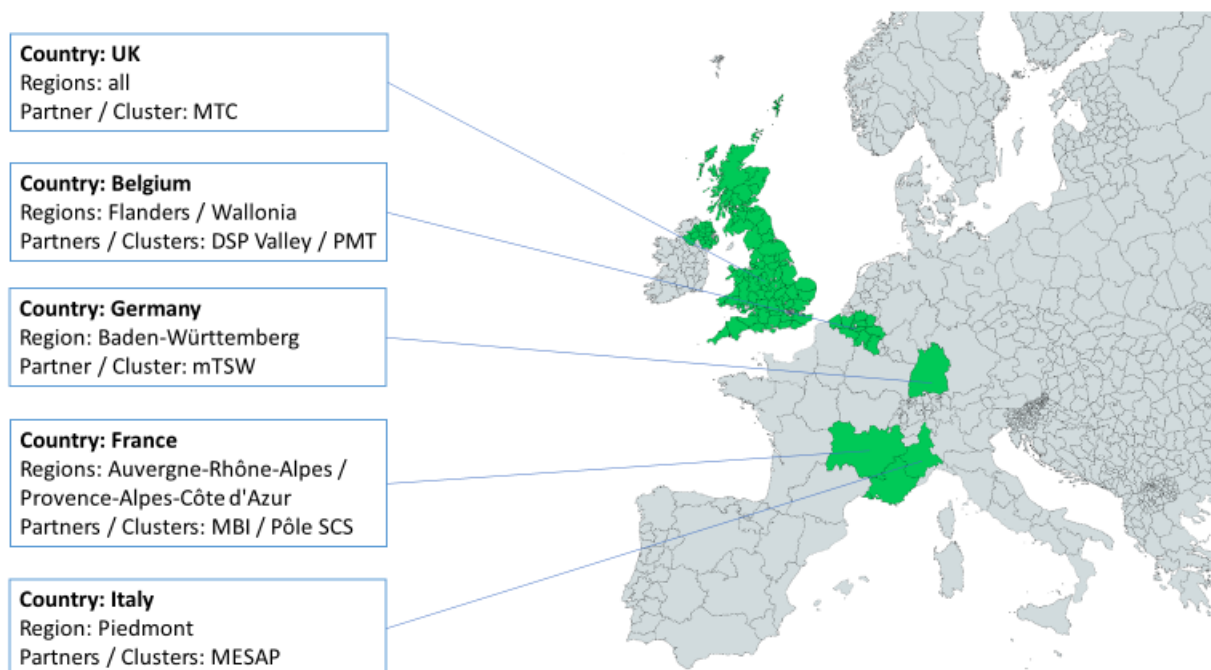 Country: UK
Regions: all
Partner / Cluster: MTC
Country: Belgium
Regions: Flanders / Wallonia
Partners / Clusters: DSP Valley / PMT
Country: Germany
Region: Baden-Württemberg
Partner / Cluster: mTSW
Country: France
Regions: Auvergne-Rhône-Alpes /
Provence-Alpes-Côte d'Azur
Partners / Clusters: MBI / Pôle SCS
Country: Italy
Region: Piedmont
Partners / Clusters: MESAP